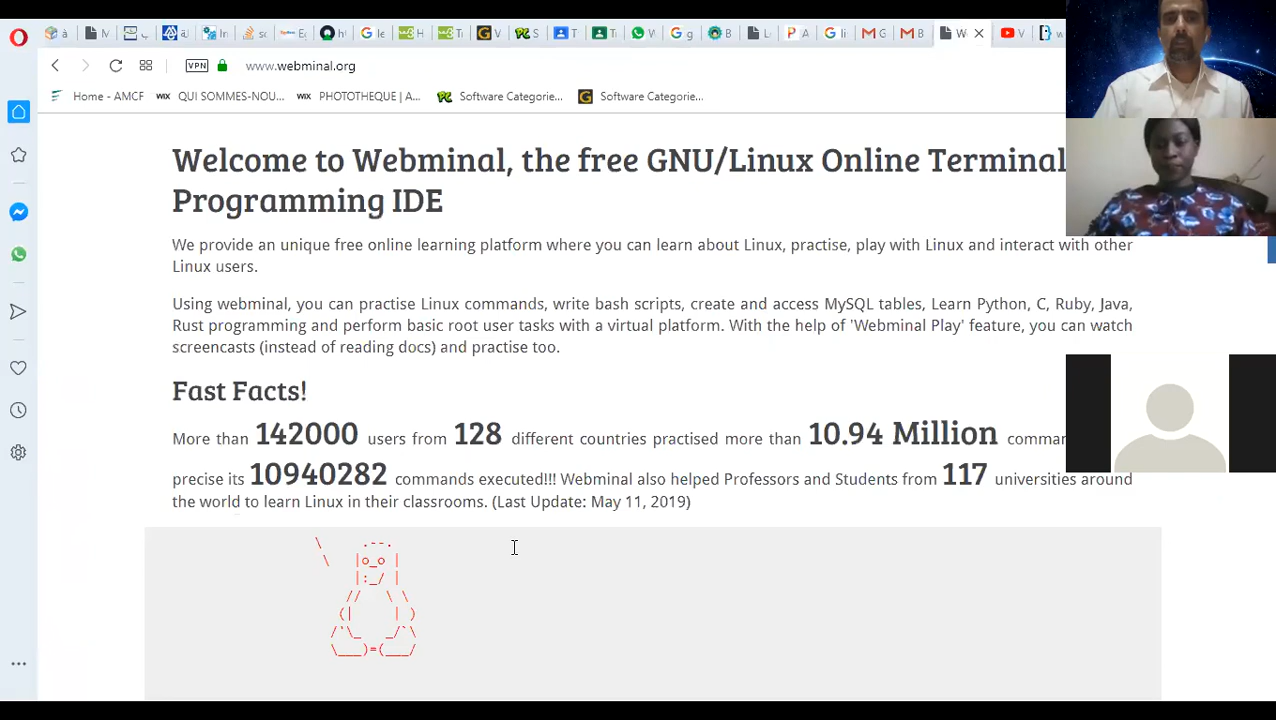 www.webminal.org
VPN
Home - AMCF
WIX QUI SOMMES-NOU...
WIX PHOTOTHEQUE | A...
Software Categorie...
Software Categorie...
Welcome to Webminal, the free GNU/Linux Online Terminal
Programming IDE
We provide an unique free online learning platform where you can learn about Linux, practise, play with Linux and interact with other
Linux users.
Using webminal, you can practise Linux commands, write bash scripts, create and access MySQL tables, Learn Python, C, Ruby, Java,
Rust programming and perform basic root user tasks with a virtual platform. With the help of 'Webminal Play' feature, you can watch
screencasts (instead of reading docs) and practise too.
Fast Facts!
More than 142000 users from 128 different countries practised more than 10.94 Million
precise its 10940282 commands executed!!! Webminal also helped Professors and Students from 117 universities around
the world to learn Linux in their classrooms. (Last Update: May 11, 2019)